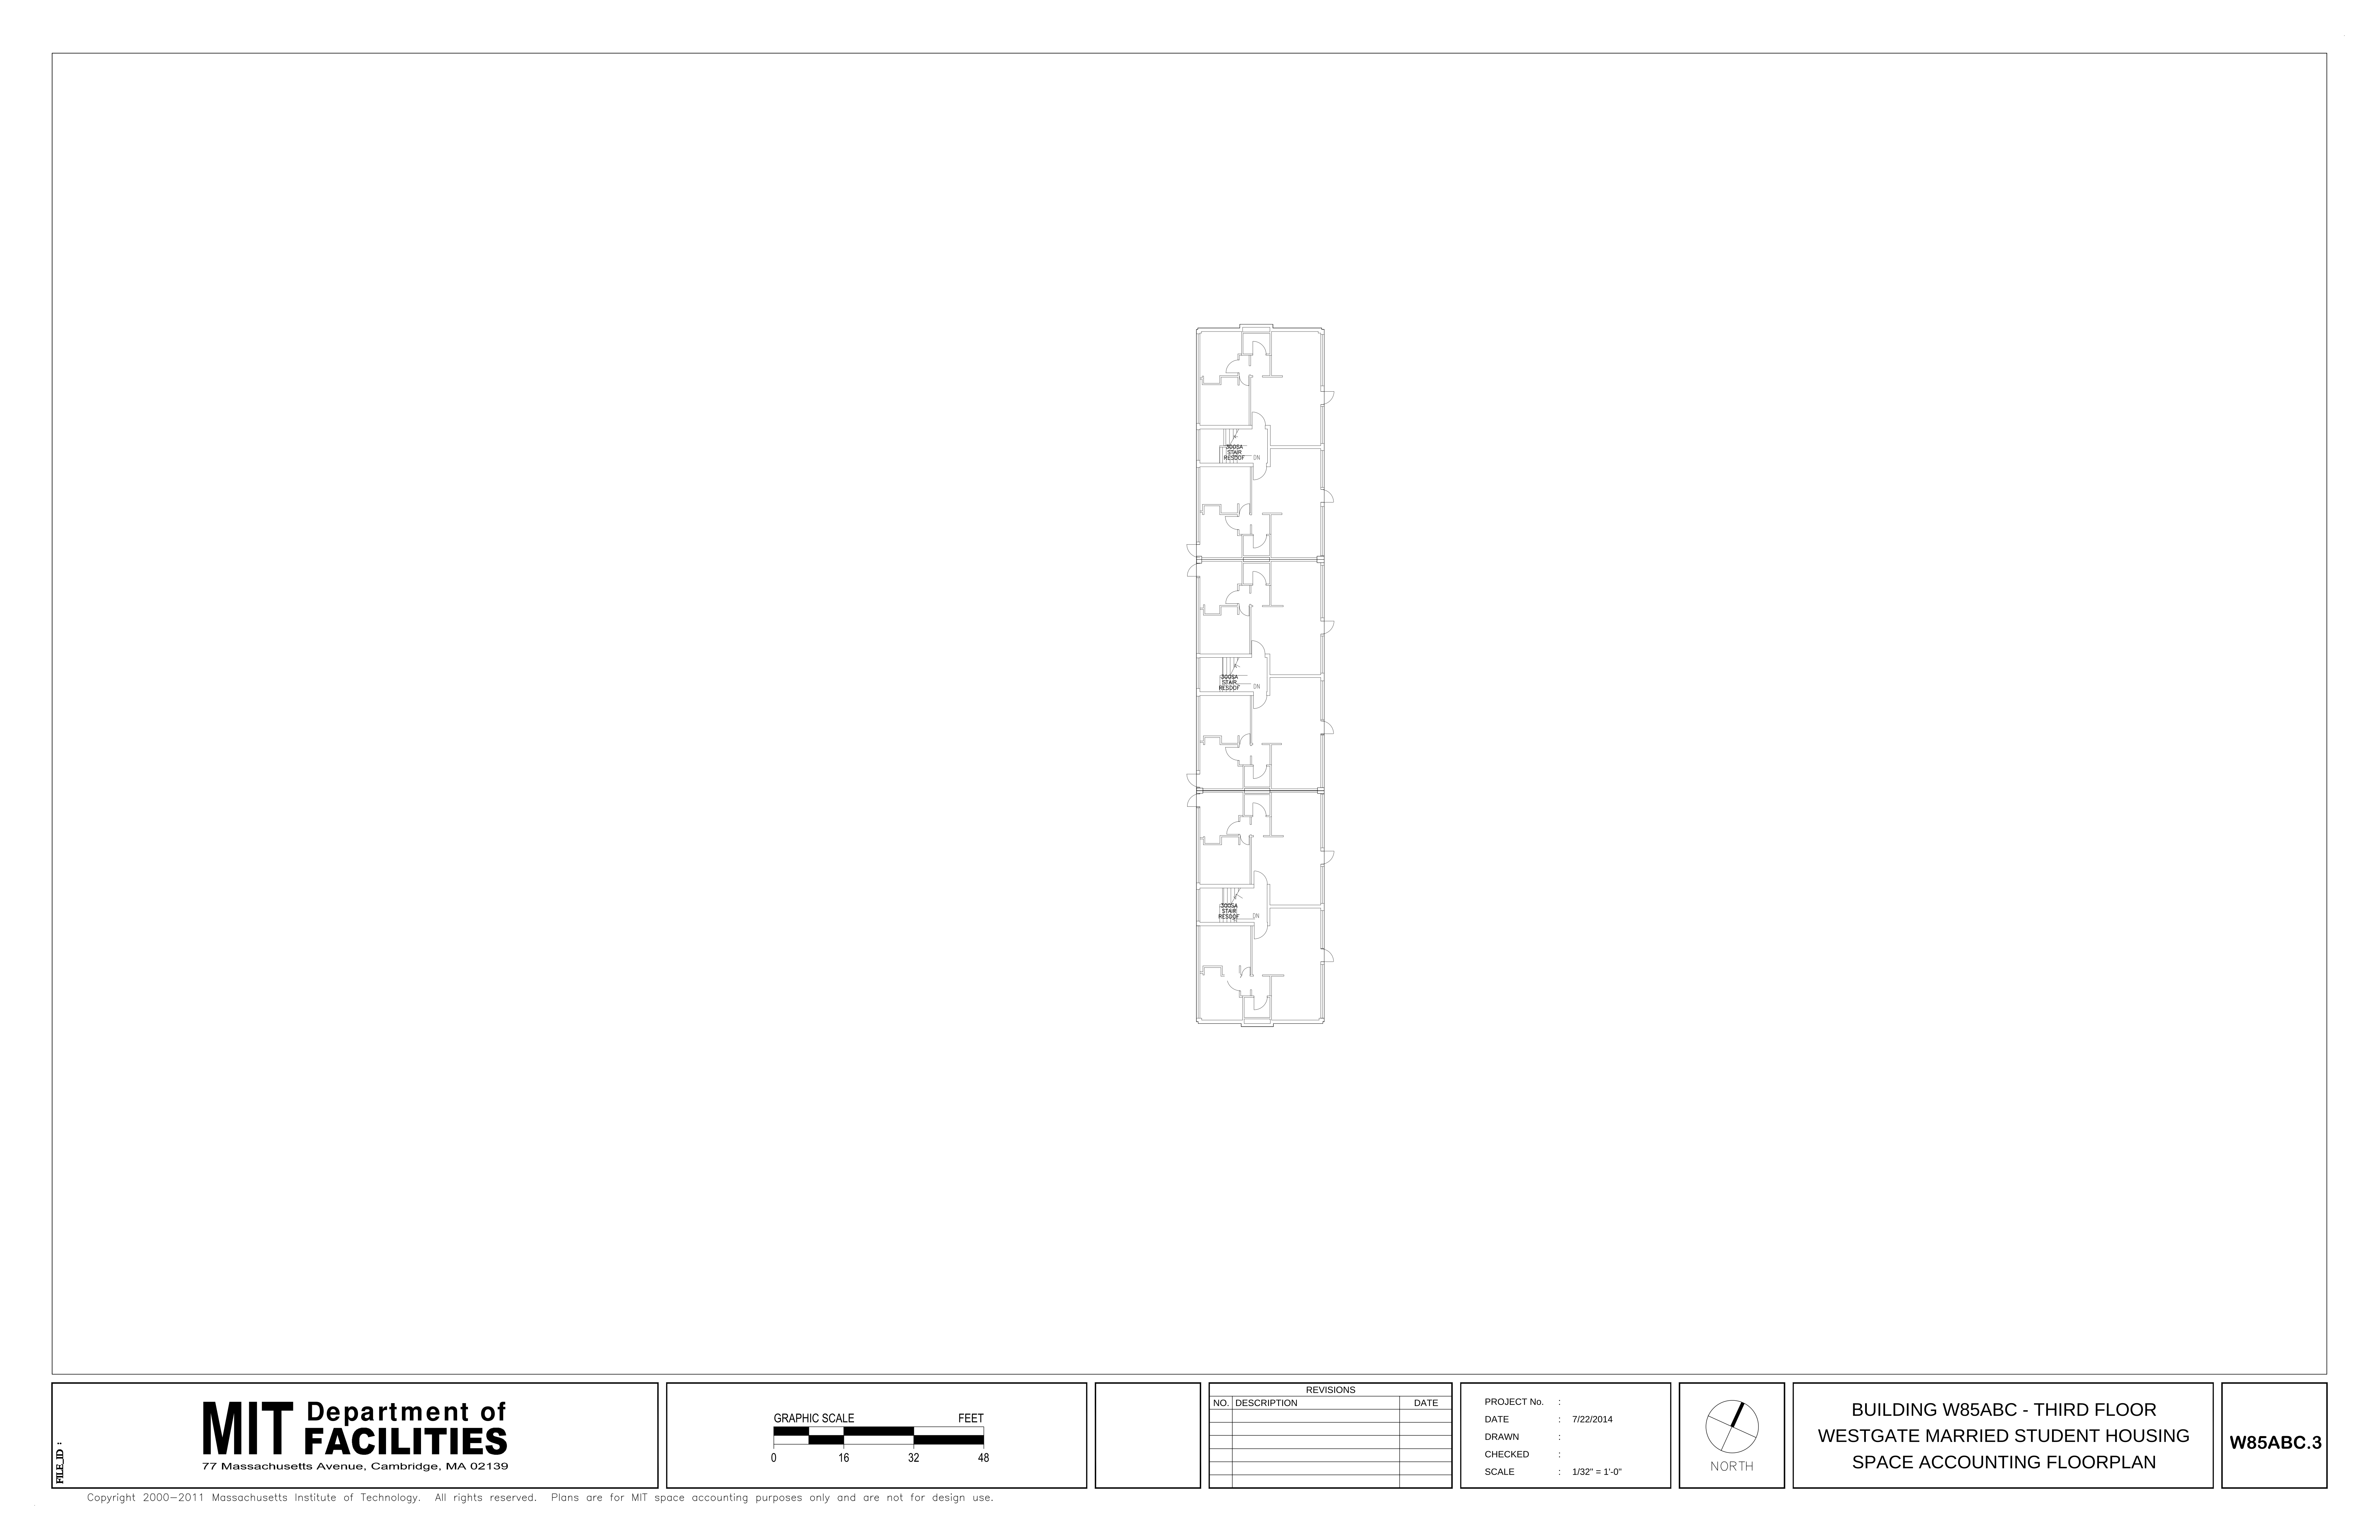 300SA
STAIR
RESDOF
DN
300SA
STAIR
RESDOF
DN
300SA
STAIR
RESDOF
DN
FILE_ID :
MIT Department of
FACILITIES
77 Massachusetts Avenue, Cambridge, MA 02139
GRAPHIC SCALE FEET
0 16 32 48
REVISIONS
NO. DESCRIPTION DATE
PROJECT No. :
DATE : 7/22/2014
DRAWN :
CHECKED :
SCALE : 1/32" = 1'-0"
NORTH
BUILDING W85ABC - THIRD FLOOR
WESTGATE MARRIED STUDENT HOUSING
SPACE ACCOUNTING FLOORPLAN
W85ABC.3
Copyright 2000-2011 Massachusetts Institute of Technology. All rights reserved. Plans are for MIT space accounting purposes only and are not for design use.